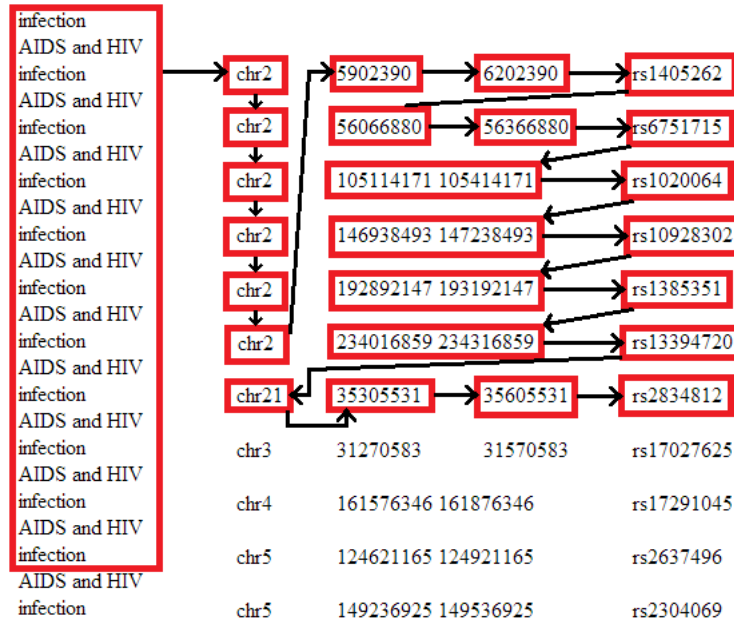 infection
AIDS and HIV
infection chr2 5902390 6202390 rs1405262
AIDS and HIV
infection chr2 56066880 56366880 rs6751715
AIDS and HIV
infection chr2 105114171 105414171 rs1020064
AIDS and HIV
infection chr2 146938493 147238493 rs10928302
AIDS and HIV
infection chr2 192892147 193192147 rs1385351
AIDS and HIV
infection chr2 234016859 234316859 rs13394720
AIDS and HIV
infection chr21 35305531 35605531 rs2834812
AIDS and HIV
infection chr3 31270583 31570583 rs17027625
AIDS and HIV
infection chr4 161576346 161876346 rs17291045
AIDS and HIV
infection chr5 124621165 124921165 rs2637496
AIDS and HIV
infection chr5 149236925 149536925 rs2304069